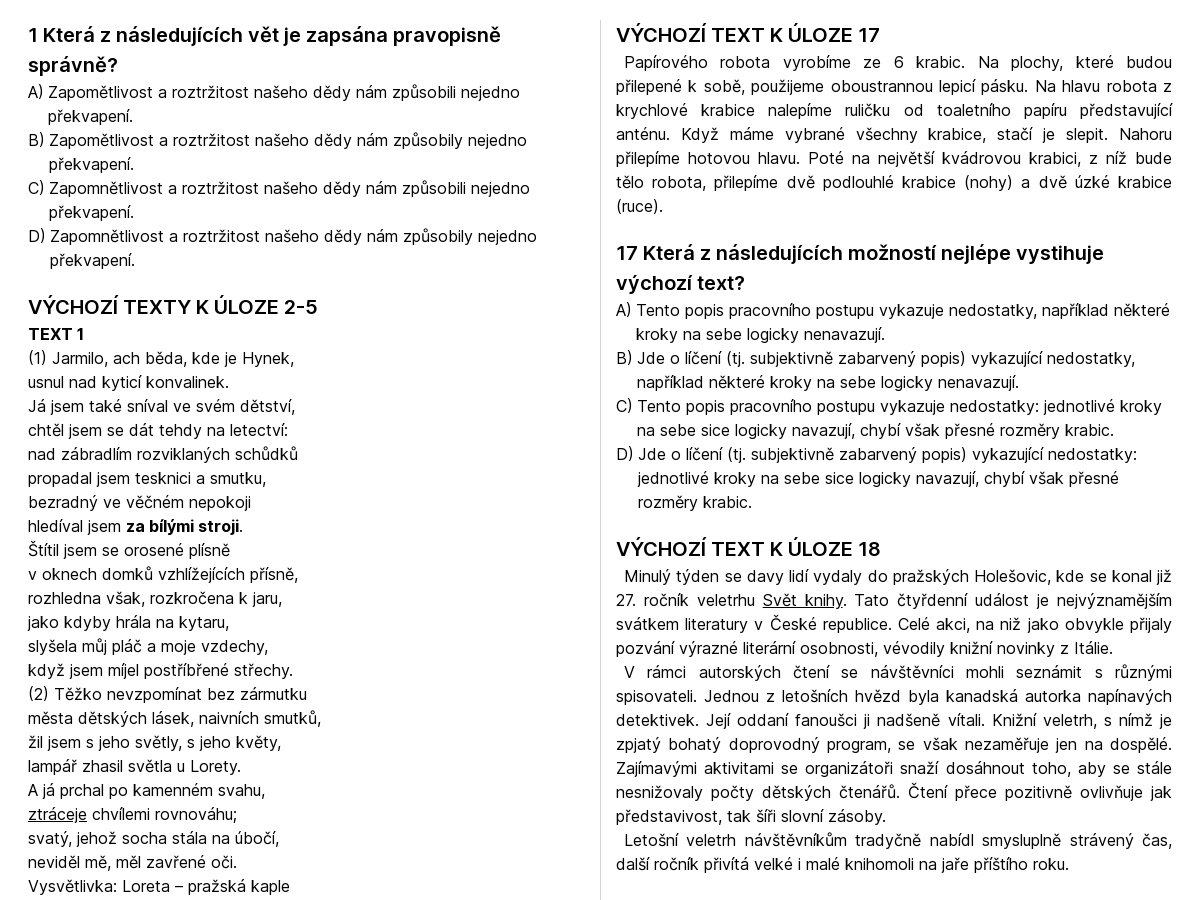 1 Která z následujících vět je zapsána pravopisně
správně?
A) Zapomětlivost a roztržitost našeho dědy nám způsobili nejedno
překvapení.
B) Zapomětlivost a roztržitost našeho dědy nám způsobily nejedno
překvapení.
C) Zapomnětlivost a roztržitost našeho dědy nám způsobili nejedno
překvapení.
D) Zapomnětlivost a roztržitost našeho dědy nám způsobily nejedno
překvapení.
VÝCHOZÍ TEXTY K ÚLOZE 2-5
TEXT 1
(1) Jarmilo, ach běda, kde je Hynek,
usnul nad kyticí konvalinek.
Já jsem také sníval ve svém dětství,
chtěl jsem se dát tehdy na letectví:
nad zábradlím rozviklaných schůdků
propadal jsem tesknici a smutku,
bezradný ve věčném nepokoji
hledíval jsem za bílými stroji.
Štítil jsem se orosené plísně
v oknech domků vzhlížejících přísně,
rozhledna však, rozkročena k jaru,
jako kdyby hrála na kytaru,
slyšela můj pláč a moje vzdechy,
když jsem míjel postříbřené střechy.
(2) Těžko nevzpomínat bez zármutku
města dětských lásek, naivních smutků,
žil jsem s jeho světly, s jeho květy,
lampář zhasil světla u Lorety.
A já prchal po kamenném svahu,
ztráceje chvílemi rovnováhu;
svatý, jehož socha stála na úbočí,
neviděl mě, měl zavřené oči.
Vysvětlivka: Loreta – pražská kaple
VÝCHOZÍ TEXT K ÚLOZE 17
Papírového robota vyrobíme ze 6 krabic. Na plochy, které budou
přilepené k sobě, použijeme oboustrannou lepicí pásku. Na hlavu robota z
krychlové krabice nalepíme ruličku od toaletního papíru představující
anténu. Když máme vybrané všechny krabice, stačí je slepit. Nahoru
přilepíme hotovou hlavu. Poté na největší kvádrovou krabici, z níž bude
tělo robota, přilepíme dvě podlouhlé krabice (nohy) a dvě úzké krabice
(ruce).
17 Která z následujících možností nejlépe vystihuje
výchozí text?
A) Tento popis pracovního postupu vykazuje nedostatky, například některé
kroky na sebe logicky nenavazují.
B) Jde o líčení (tj. subjektivně zabarvený popis) vykazující nedostatky,
například některé kroky na sebe logicky nenavazují.
C) Tento popis pracovního postupu vykazuje nedostatky: jednotlivé kroky
na sebe sice logicky navazují, chybí však přesné rozměry krabic.
D) Jde o líčení (tj. subjektivně zabarvený popis) vykazující nedostatky:
jednotlivé kroky na sebe sice logicky navazují, chybí však přesné
rozměry krabic.
VÝCHOZÍ TEXT K ÚLOZE 18
Minulý týden se davy lidí vydaly do pražských Holešovic, kde se konal již
27. ročník veletrhu Svět knihy. Tato čtyřdenní událost je nejvýznamějším
svátkem literatury v České republice. Celé akci, na niž jako obvykle přijaly
pozvání výrazné literární osobnosti, vévodily knižní novinky z Itálie.
V rámci autorských čtení se návštěvníci mohli seznámit s různými
spisovateli. Jednou z letošních hvězd byla kanadská autorka napínavých
detektivek. Její oddaní fanoušci ji nadšeně vítali. Knižní veletrh, s nímž je
zpjatý bohatý doprovodný program, se však nezaměřuje jen na dospělé.
Zajímavými aktivitami se organizátoři snaží dosáhnout toho, aby se stále
nesnižovaly počty dětských čtenářů. Čtení přece pozitivně ovlivňuje jak
představivost, tak šíři slovní zásoby.
Letošní veletrh návštěvníkům tradyčně nabídl smysluplně strávený čas,
další ročník přivítá velké i malé knihomoli na jaře příštího roku.